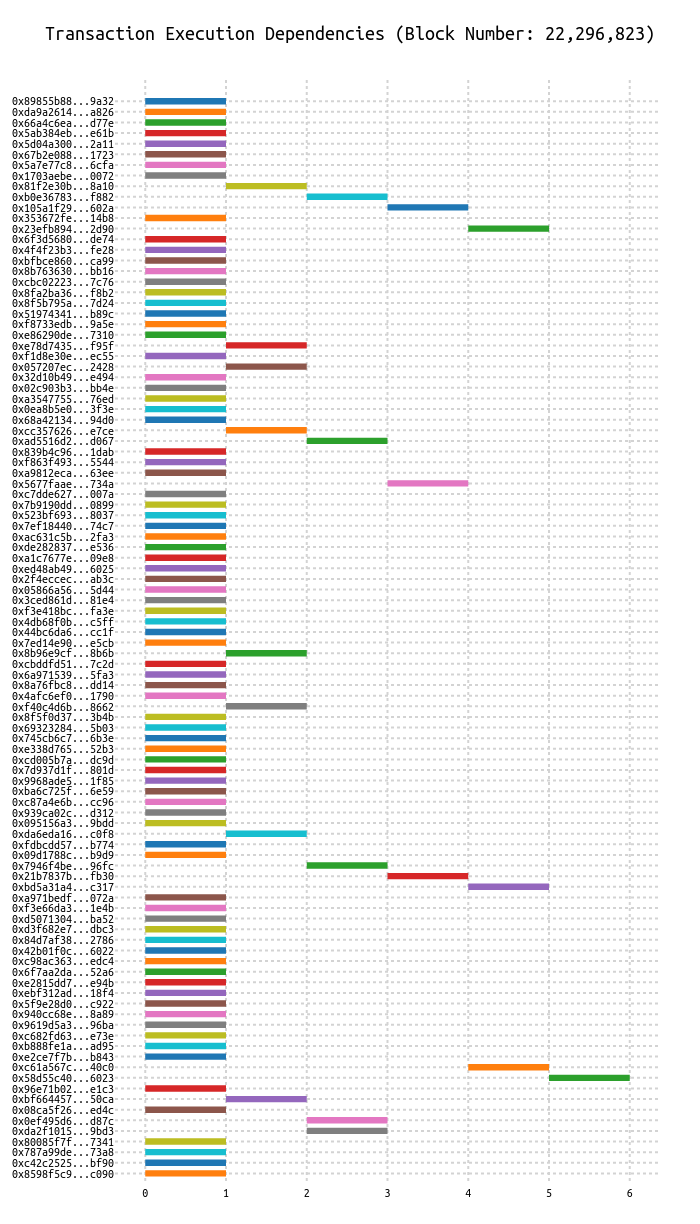 Transaction Execution Dependencies (Block Number: 22,296,823)
0x89855b88...9a32
0xda9a2614...a826
0x66a4c6ea...d77e
0x5ab384eb...e61b
0x5d04a300...2a11
0x67b2e088...1723
0x5a7e77c8...6cfa
0x1703aebe...0072
0x81f2e30b...8a10
0xb0e36783...f882
0x105a1f29...602a
0x353672fe...14b8
0x23efb894...2d90
0x6f3d5680...de74
0x4f4f23b3...fe28
0xbfbce860...ca99
0x8b763630...bb16
0xcbc02223...7c76
0x8fa2ba36...f8b2
0x8f5b795a...7d24
0x51974341...b89c
0xf8733edb...9a5e
0xe86290de...7310
0xe78d7435...f95f
0xf1d8e30e...ec55
0x057207ec...2428
0x32d10b49...e494
0x02c903b3...bb4e
0xa3547755...76ed
0x0ea8b5e0...3f3e
0x68a42134...94d0
0xcc357626...e7ce
0xad5516d2...d067
0x839b4c96...1dab
0xf863f493...5544
0xa9812eca...63ee
0x5677faae...734a
0xc7dde627...007a
0x7b9190dd...0899
0x523bf693...8037
0x7ef18440...74c7
0xac631c5b...2fa3
0xde282837...e536
0xa1c7677e...09e8
0xed48ab49...6025
0x2f4eccec...ab3c
0x05866a56...5d44
0x3ced861d...81e4
0xf3e418bc...fa3e
0x4db68f0b...c5ff
0x44bc6da6...cc1f
0x7ed14e90...e5cb
0x8b96e9cf...8b6b
0xcbddfd51...7c2d
0x6a971539...5fa3
0x8a76fbc8...dd14
0x4afc6ef0...1790
0xf40c4d6b...8662
0x8f5f0d37...3b4b
0x69323284...5b03
0x745cb6c7...6b3e
0xe338d765...52b3
0xcd005b7a...dc9d
0x7d937d1f...801d
0x9968ade5...1f85
0xba6c725f...6e59
0xc87a4e6b...cc96
0x939ca02c...d312
0x095156a3...9bdd
0xda6eda16...c0f8
0xfdbcdd57...b774
0x09d1788c...b9d9
0x7946f4be...96fc
0x21b7837b...fb30
0xbd5a31a4...c317
0xa971bedf...072a
0xf3e66da3...1e4b
0xd5071304...ba52
0xd3f682e7...dbc3
0x84d7af38...2786
0x42b01f0c...6022
0xc98ac363...edc4
0x6f7aa2da...52a6
0xe2815dd7...e94b
0xebf312ad...18f4
0x5f9e28d0...c922
0x940cc68e...8a89
0x9619d5a3...96ba
0xc682fd63...e73e
0xb888fe1a...ad95
0xe2ce7f7b...b843
0xc61a567c...40c0
0x58d55c40...6023
0x96e71b02...e1c3
0xbf664457...50ca
0x08ca5f26...ed4c
0x0ef495d6...d87c
0xda2f1015...9bd3
0x80085f7f...7341
0x787a99de...73a8
0xc42c2525...bf90
0x8598f5c9...c090
0 1 2 3 4 5 6